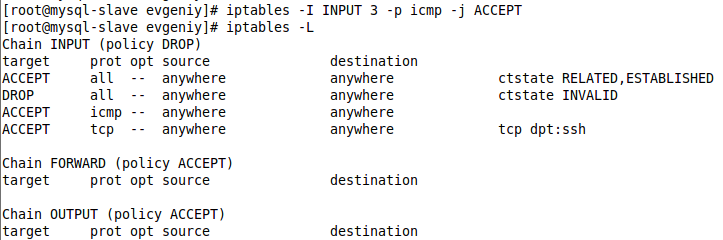 [root@mysql-slave evgeniy]# iptables -I INPUT 3 -p icmp -j ACCEPT
[root@mysql-slave evgeniy]# iptables -L
Chain INPUT (policy DROP)
target     prot opt source               destination
ACCEPT     all  --  anywhere             anywhere             ctstate RELATED,ESTABLISHED
DROP       all  --  anywhere             anywhere             ctstate INVALID
ACCEPT     icmp --  anywhere             anywhere
ACCEPT     tcp  --  anywhere             anywhere             tcp dpt:ssh
Chain FORWARD (policy ACCEPT)
target     prot opt source               destination
Chain OUTPUT (policy ACCEPT)
target     prot opt source               destination